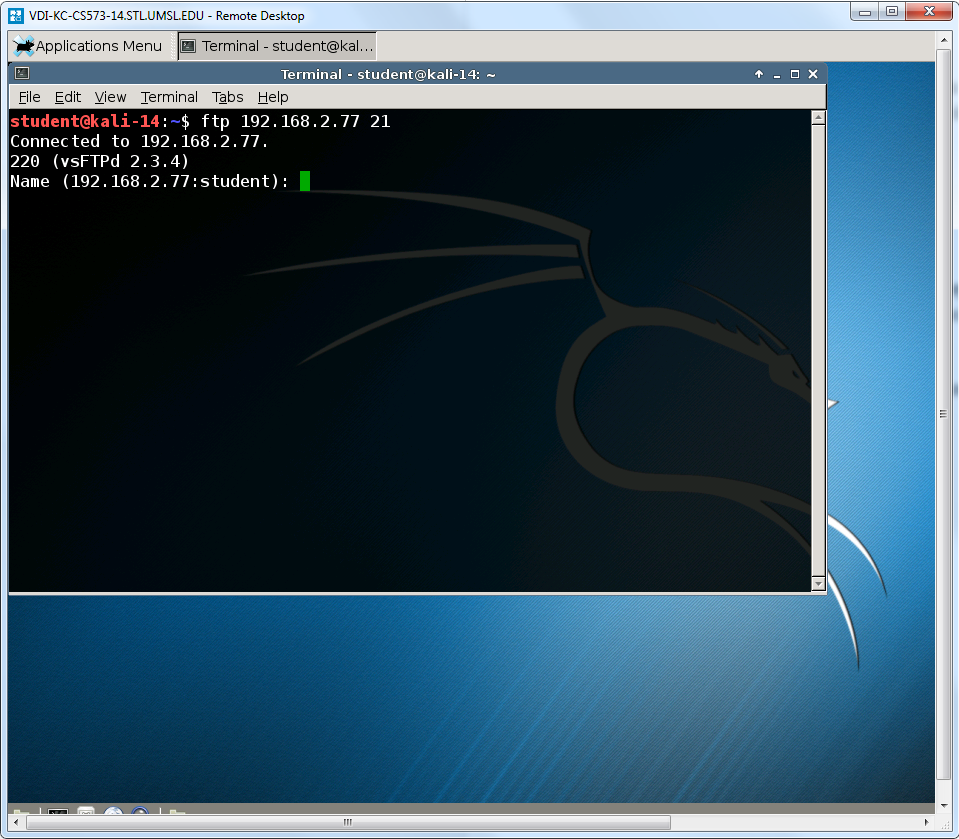 VDI-KC-CS573-14.STL.UMSL.EDU - Remote Desktop
Applications Menu
Terminal - student@kal...
Terminal - student@kali-14: ~
File Edit View Terminal Tabs Help
student@kali-14:~$ ftp 192.168.2.77 21
Connected to 192.168.2.77.
220 (vsFTPd 2.3.4)
Name (192.168.2.77:student):